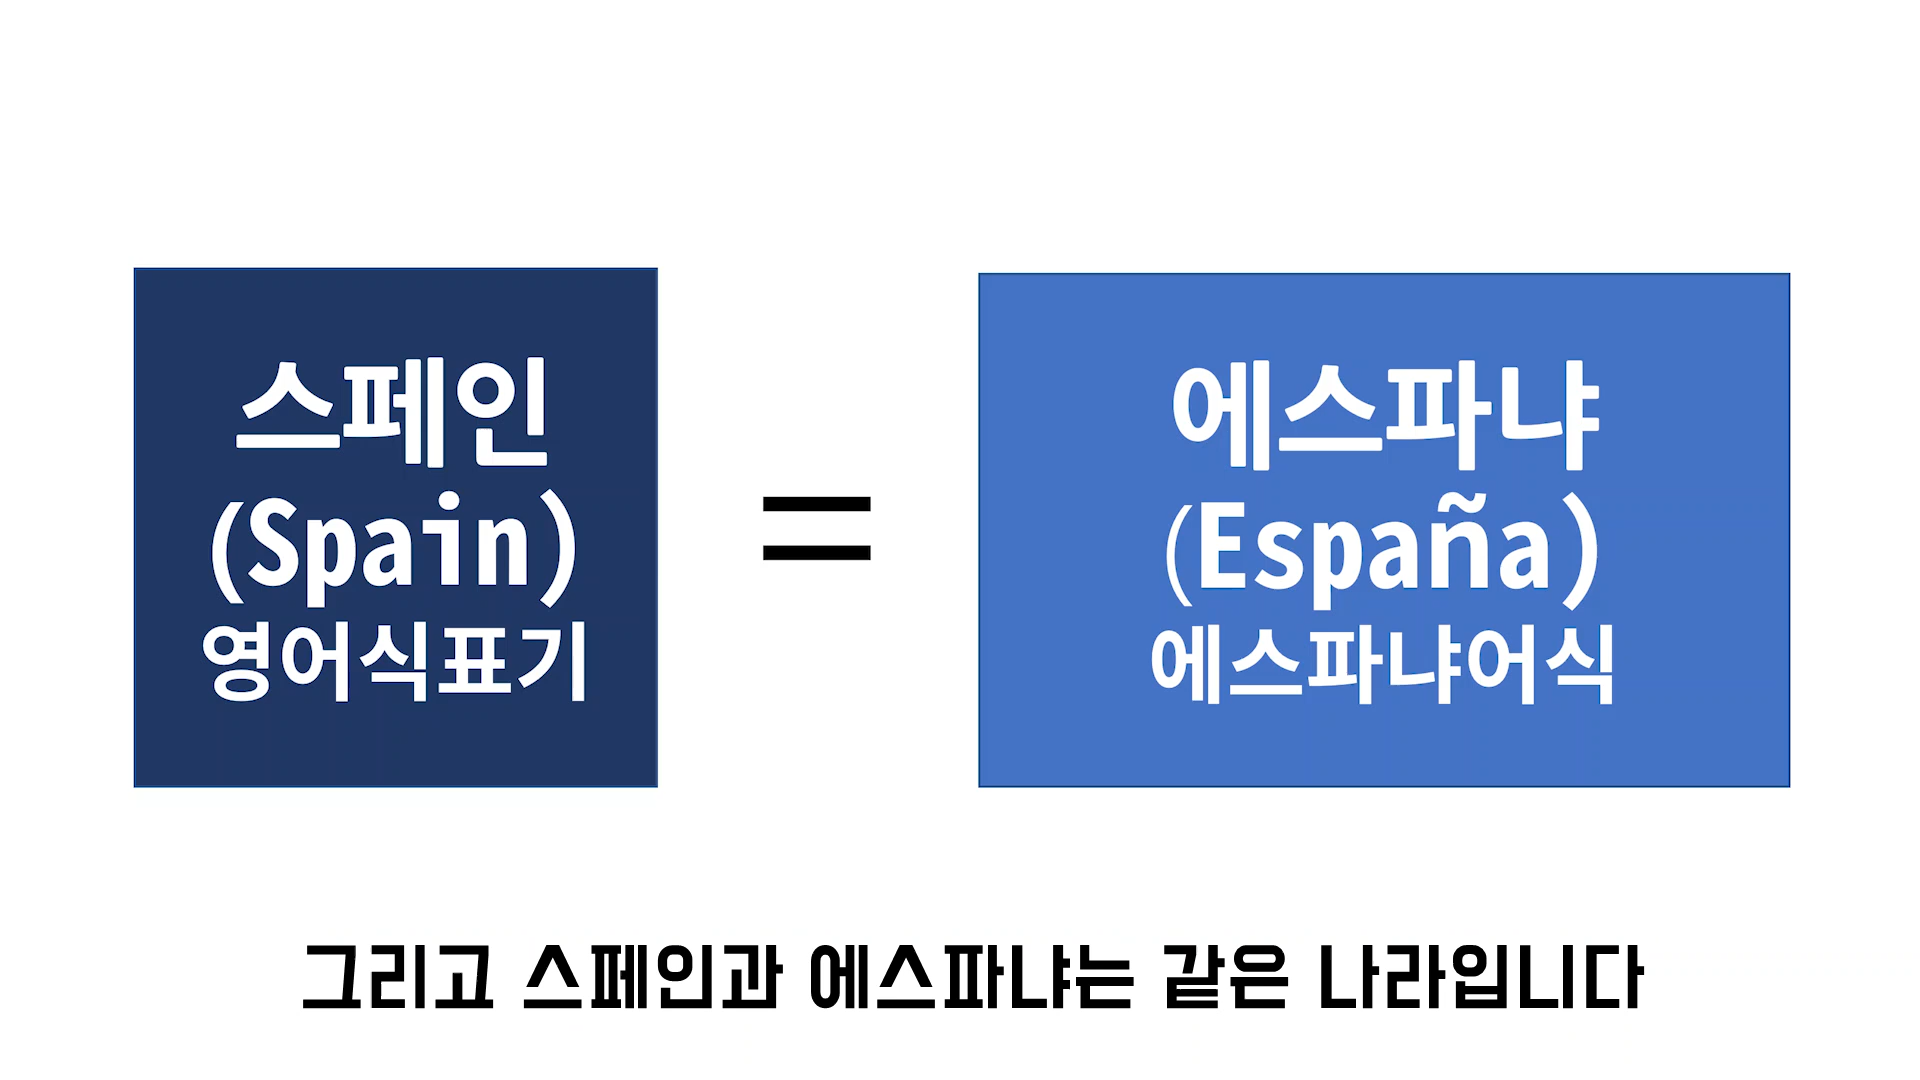 스페인
(Spain)
영어식표기
=
에스파냐
(España)
에스파냐어식
그리고 스페인과 에스파냐는 같은 나라입니다